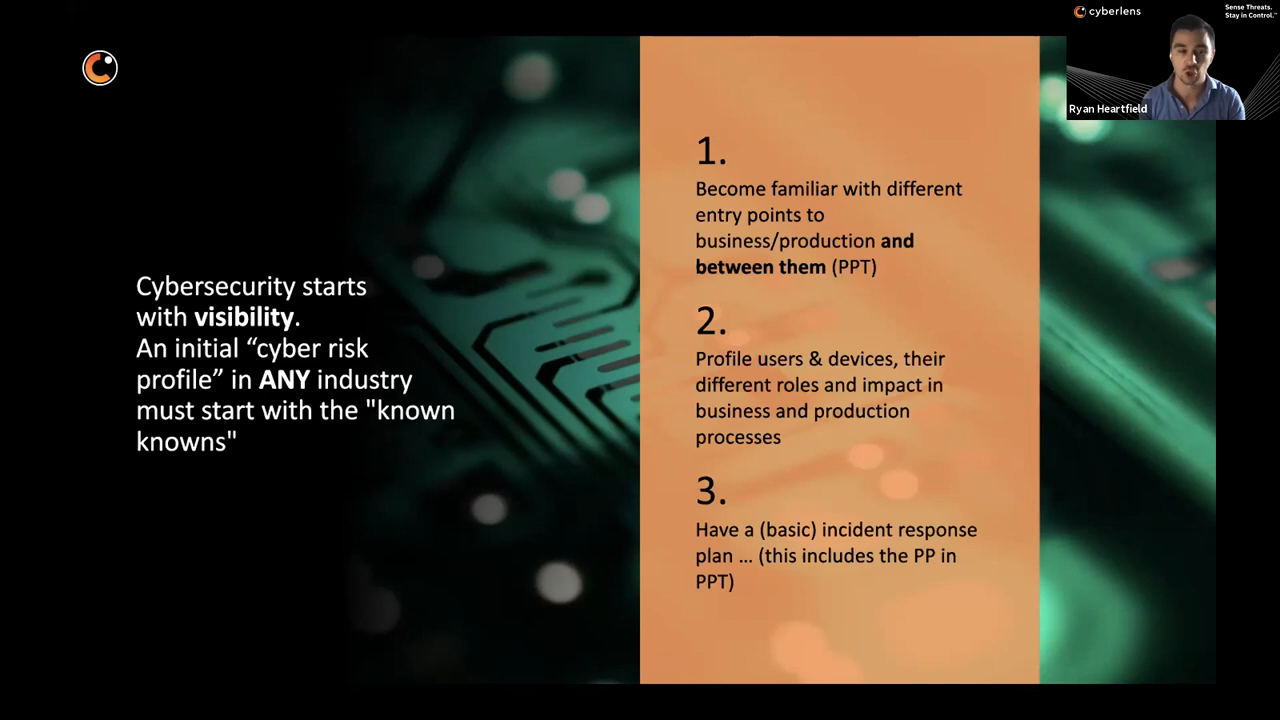 cyberlens
Sense Threats.
Stay in Control.™
Ryan Heartfield
Cybersecurity starts
with visibility.
An initial “cyber risk
profile” in ANY industry
must start with the "known
knowns"
1.
Become familiar with different
entry points to
business/production and
between them (PPT)
2.
Profile users & devices, their
different roles and impact in
business and production
processes
3.
Have a (basic) incident response
plan ... (this includes the PP in
PPT)